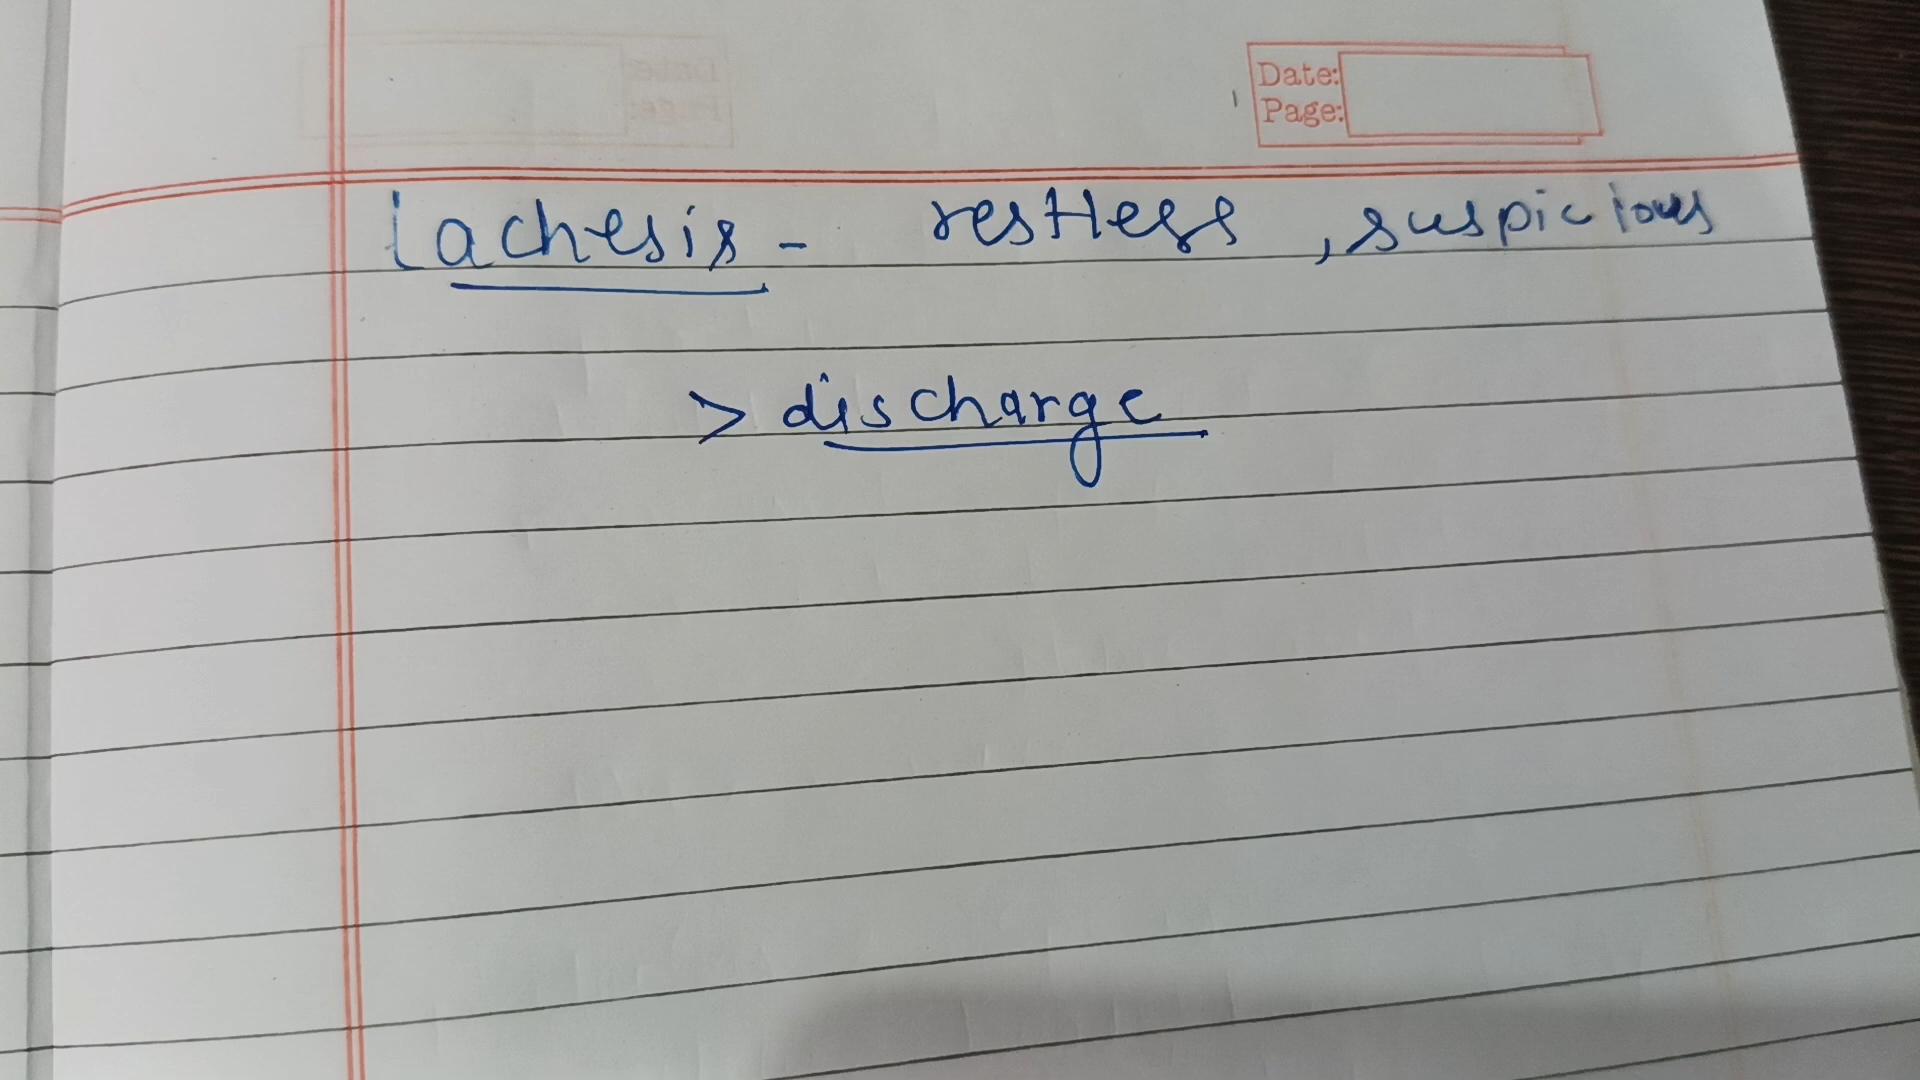 Date:
Page:
Lachesis - restless, suspicious
> discharge